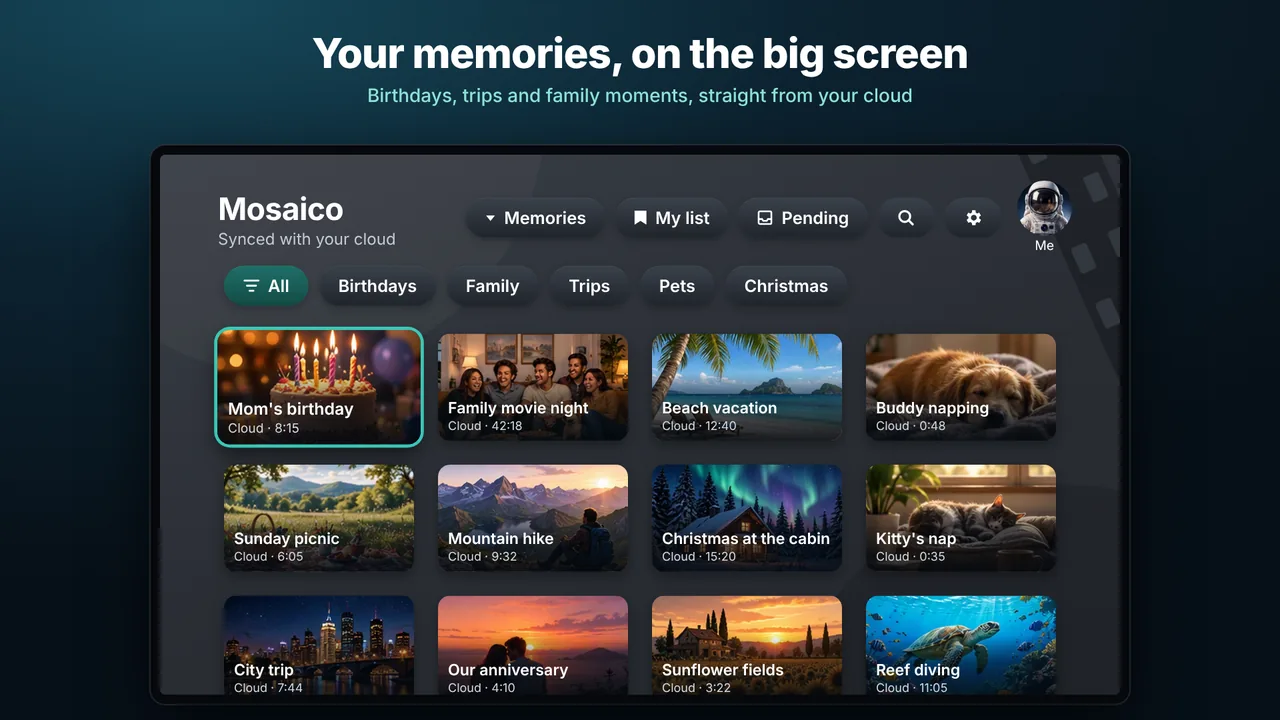 Your memories, on the big screen
Birthdays, trips and family moments, straight from your cloud
Mosaico
Synced with your cloud
Memories
My list
Pending
Me
All
Birthdays
Family
Trips
Pets
Christmas
Mom's birthday
Cloud · 8:15
Family movie night
Cloud · 42:18
Beach vacation
Cloud · 12:40
Buddy napping
Cloud · 0:48
Sunday picnic
Cloud · 6:05
Mountain hike
Cloud · 9:32
Christmas at the cabin
Cloud · 15:20
Kitty's nap
Cloud · 0:35
City trip
Cloud · 7:44
Our anniversary
Cloud · 4:10
Sunflower fields
Cloud · 3:22
Reef diving
Cloud · 11:05